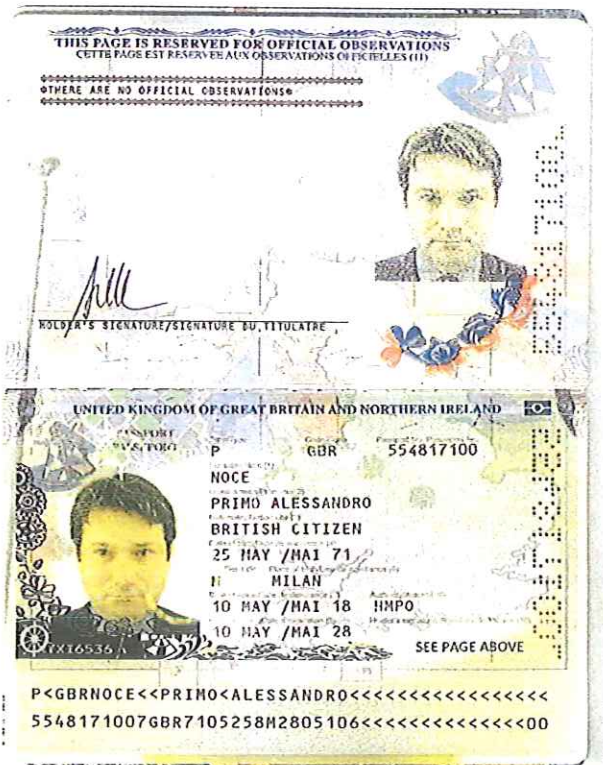 THIS PAGE IS RESERVED FOR OFFICIAL OBSERVATIONS
CETTE PAGE EST RESERVEE AUX OBSERVATIONS OFFICIELLES (11)
THERE ARE NO OFFICIAL OBSERVATIONS
HOLDER'S SIGNATURE/SIGNATURE DU TITULAIRE
UNITED KINGDOM OF GREAT BRITAIN AND NORTHERN IRELAND
PASSPORT
P GBR 554817100
NOCE
PRIMO ALESSANDRO
BRITISH CITIZEN
25 MAY /MAI 71
MILAN
10 MAY /MAI 18 HMPO
10 MAY /MAI 28
SEE PAGE ABOVE
P<GBRNOCE<<PRIMO<ALESSANDRO<<<<<<<<<<<<<<<<<
5548171007GBR7105258M2805106<<<<<<<<<<<<<<00